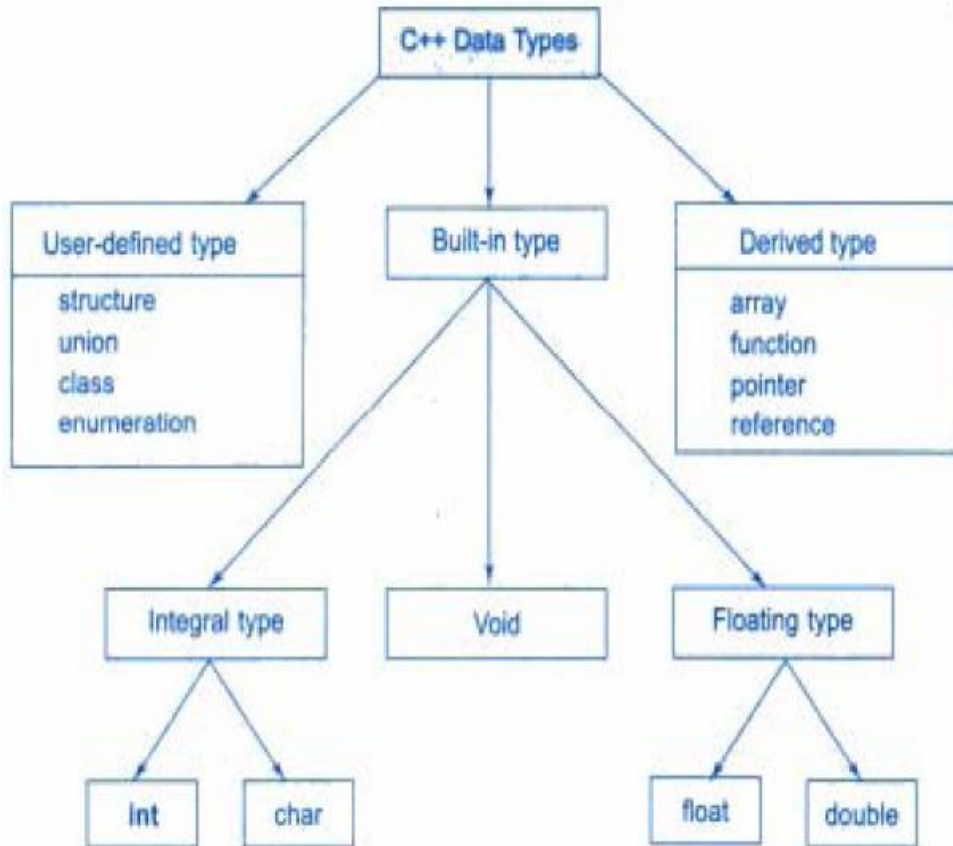 C++ Data Types
User-defined type
structure
union
class
enumeration
Built-in type
Derived type
array
function
pointer
reference
Integral type
Void
Floating type
int
char
float
double